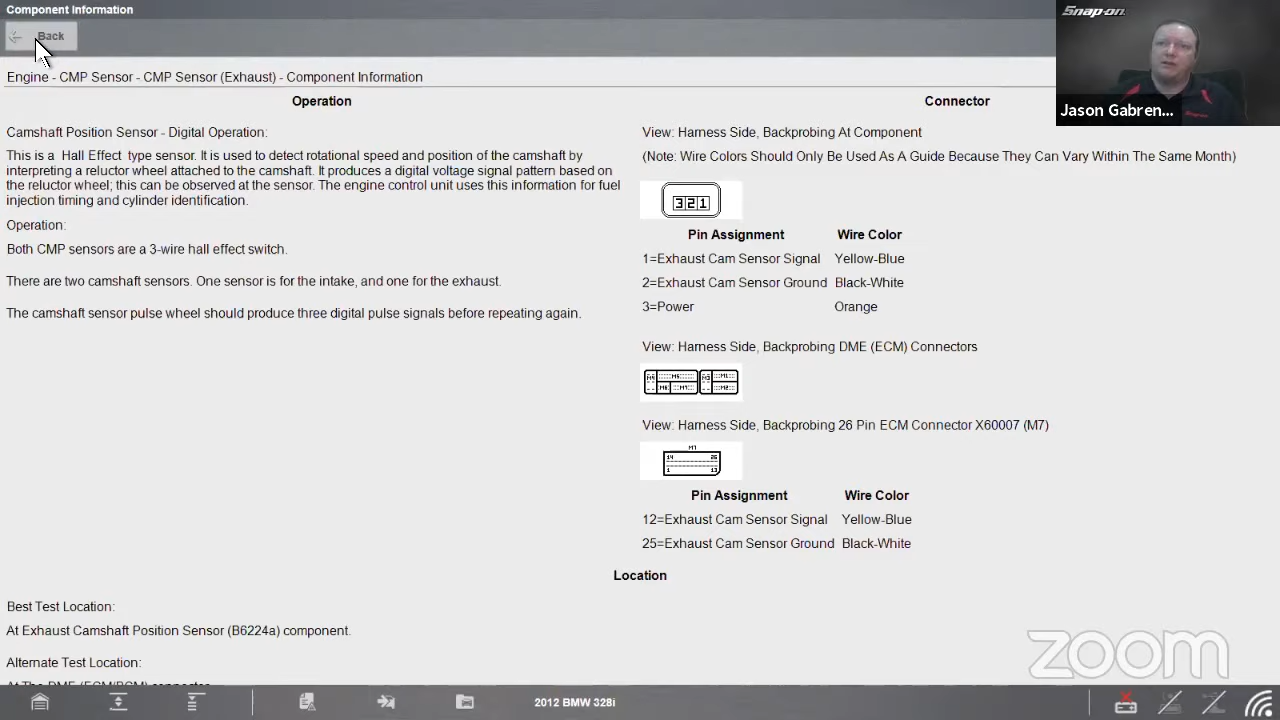 Component Information
Snap-on
Back
Jason Gabren...
Engine - CMP Sensor - CMP Sensor (Exhaust) - Component Information
Operation
Camshaft Position Sensor - Digital Operation:
This is a Hall Effect type sensor. It is used to detect rotational speed and position of the camshaft by
interpreting a reluctor wheel attached to the camshaft. It produces a digital voltage signal pattern based on
the reluctor wheel; this can be observed at the sensor. The engine control unit uses this information for fuel
injection timing and cylinder identification.
Operation:
Both CMP sensors are a 3-wire hall effect switch.
There are two camshaft sensors. One sensor is for the intake, and one for the exhaust.
The camshaft sensor pulse wheel should produce three digital pulse signals before repeating again.
Connector
View: Harness Side, Backprobing At Component
(Note: Wire Colors Should Only Be Used As A Guide Because They Can Vary Within The Same Month)
3 2 1
Pin Assignment Wire Color
1=Exhaust Cam Sensor Signal Yellow-Blue
2=Exhaust Cam Sensor Ground Black-White
3=Power Orange
View: Harness Side, Backprobing DME (ECM) Connectors
View: Harness Side, Backprobing 26 Pin ECM Connector X60007 (M7)
M7
14 26
1 13
Pin Assignment Wire Color
12=Exhaust Cam Sensor Signal Yellow-Blue
25=Exhaust Cam Sensor Ground Black-White
Location
Best Test Location:
At Exhaust Camshaft Position Sensor (B6224a) component.
Alternate Test Location:
At The DME (ECM/BCM) connector.
zoom
2012 BMW 328i